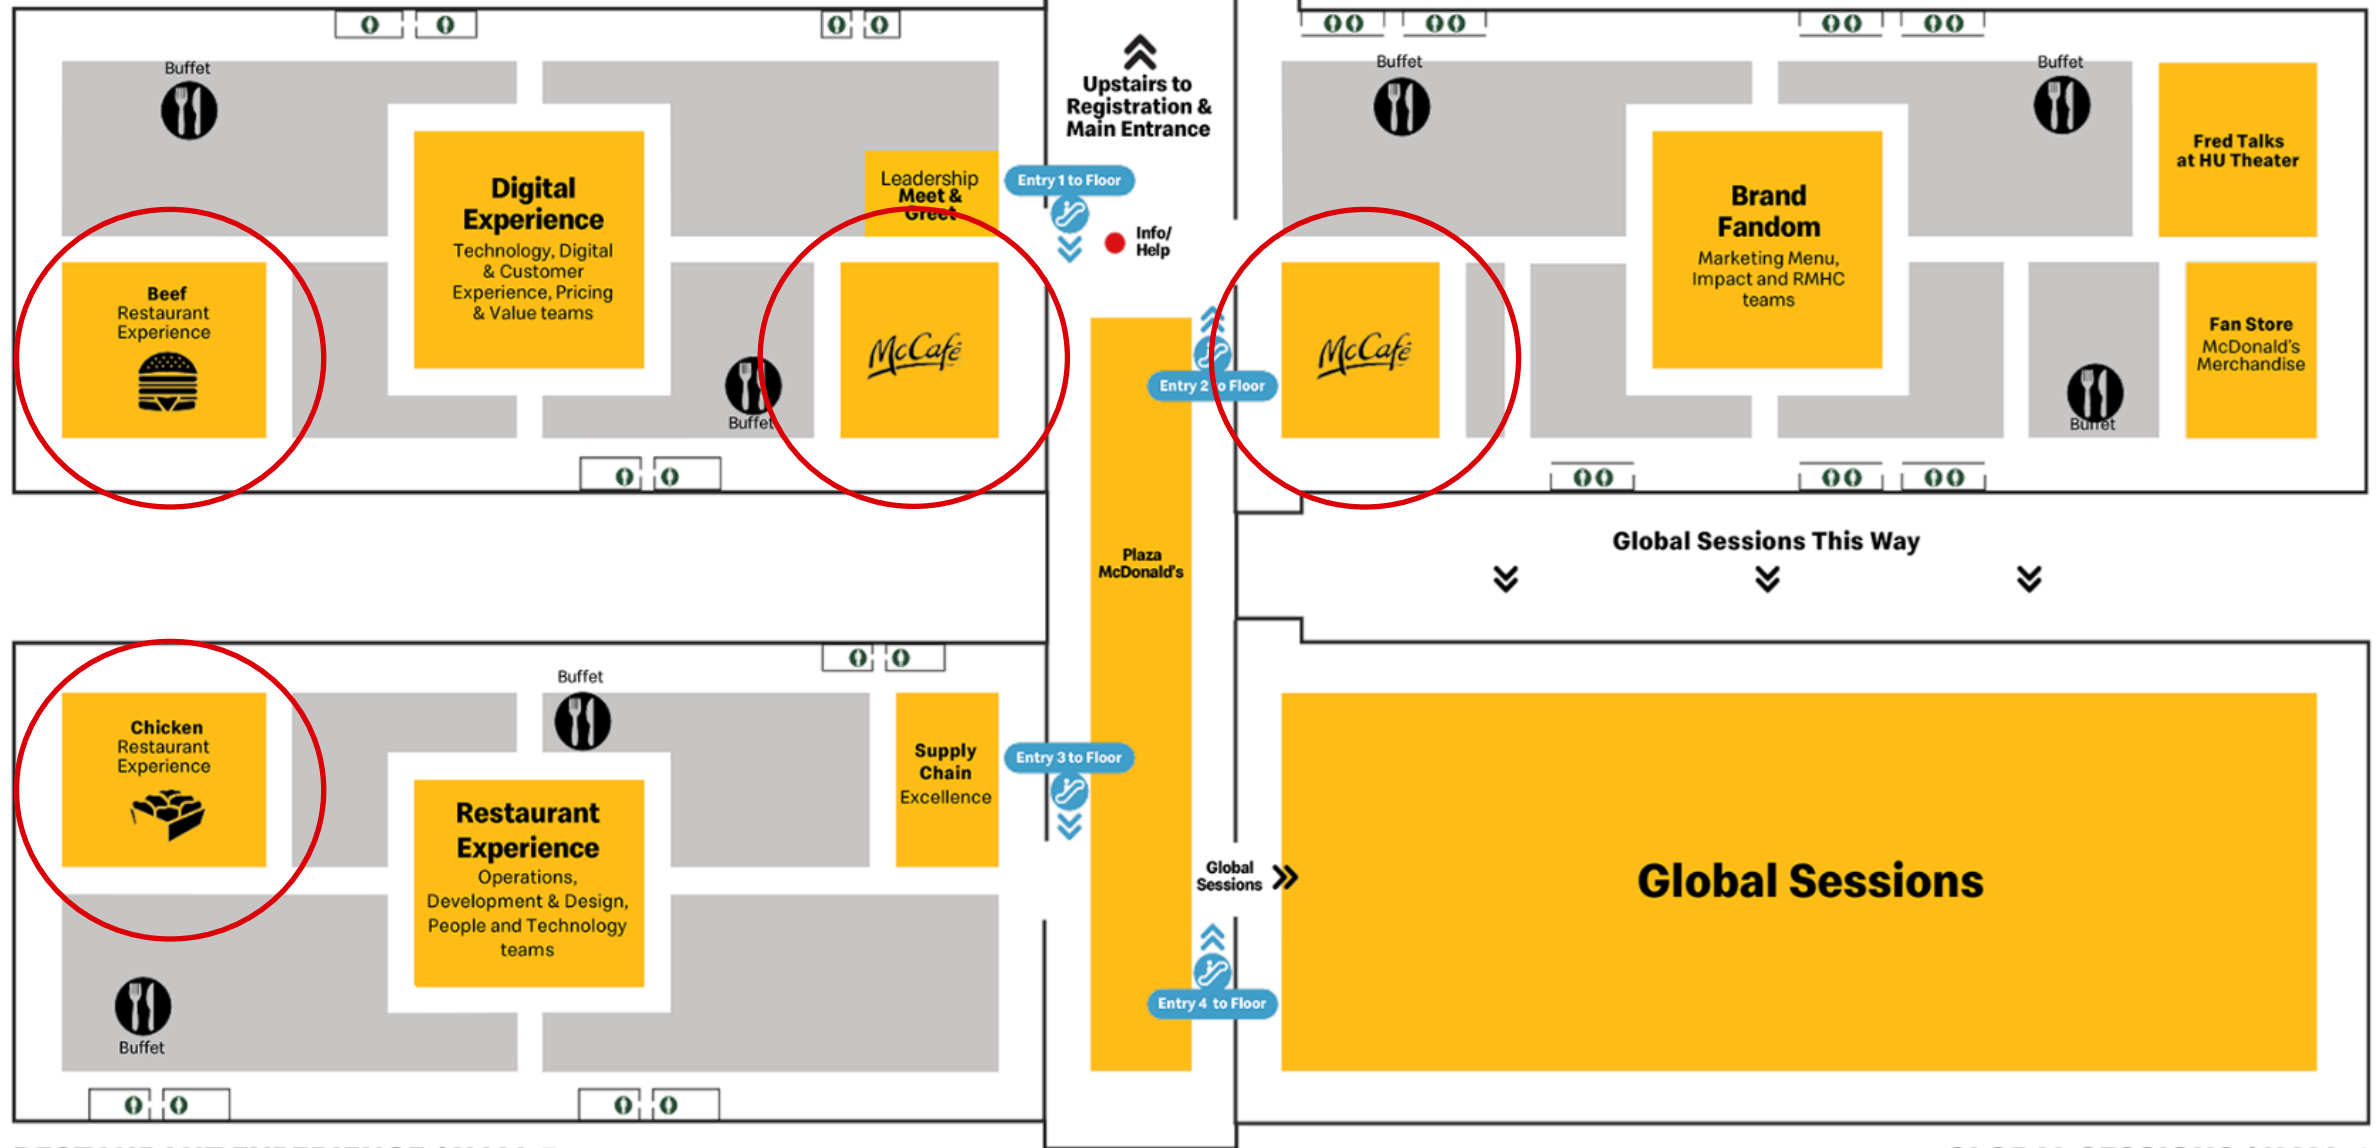 Buffet
Digital
Experience
Technology, Digital
& Customer
Experience, Pricing
& Value teams
Leadership
Meet &
Greet
Beef
Restaurant
Experience
McCafé
Buffet
Upstairs to
Registration &
Main Entrance
Entry 1 to Floor
Info/
Help
Entry 2 to Floor
Plaza
McDonald's
Buffet
Buffet
Brand
Fandom
Marketing Menu,
Impact and RMHC
teams
Fred Talks
at HU Theater
McCafé
Fan Store
McDonald's
Merchandise
Buffet
Global Sessions This Way
Chicken
Restaurant
Experience
Buffet
Restaurant
Experience
Operations,
Development & Design,
People and Technology
teams
Supply
Chain
Excellence
Buffet
Entry 3 to Floor
Global
Sessions
Entry 4 to Floor
Global Sessions